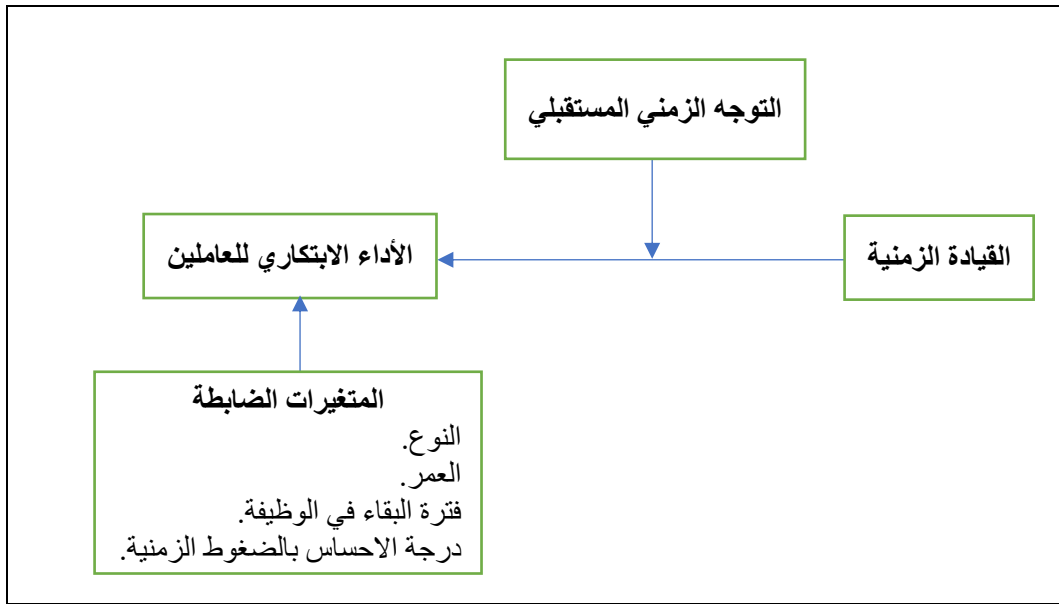 التوجه الزمني المستقبلي
القيادة الزمنية
الأداء الابتكاري للعاملين
المتغيرات الضابطة
النوع.
العمر.
فترة البقاء في الوظيفة.
درجة الاحساس بالضغوط الزمنية.